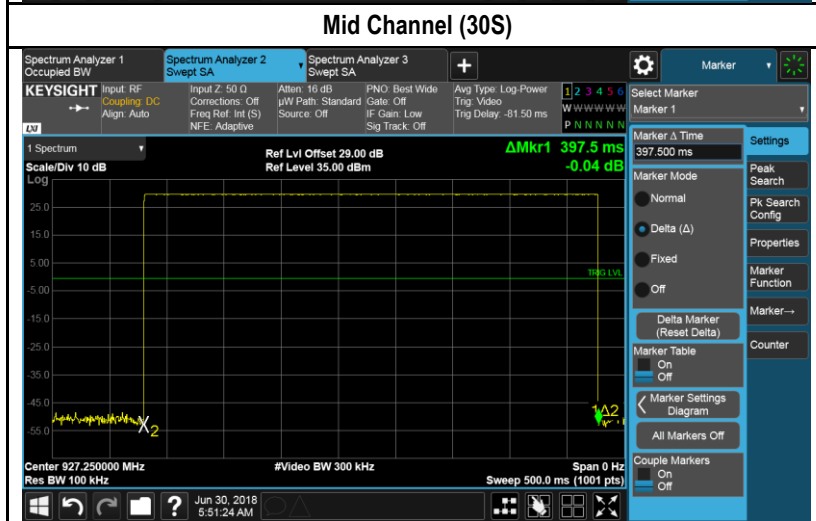 Mid Channel (30S)
Spectrum Analyzer 1
Occupied BW
Spectrum Analyzer 2
Swept SA
Spectrum Analyzer 3
Swept SA
Marker
KEYSIGHT
Input: RF
Coupling: DC
Align: Auto
Input Z: 50 Ω
Corrections: Off
Freq Ref: Int (S)
NFE: Adaptive
Atten: 16 dB
µW Path: Standard
Source: Off
PNO: Best Wide
Gate: Off
IF Gain: Low
Sig Track: Off
Avg Type: Log-Power
Trig: Video
Trig Delay: -81.50 ms
1 2 3 4 5 6
W W W W W W
P N N N N N
LXI
Select Marker
Marker 1
1 Spectrum
Scale/Div 10 dB
Log
Ref Lvl Offset 29.00 dB
Ref Level 35.00 dBm
ΔMkr1 397.5 ms
-0.04 dB
25.0
15.0
5.00
-5.00
-15.0
-25.0
-35.0
-45.0
-55.0
TRIG LVL
2
1Δ2
Center 927.250000 MHz
Res BW 100 kHz
#Video BW 300 kHz
Span 0 Hz
Sweep 500.0 ms (1001 pts)
Marker Δ Time
397.500 ms
Marker Mode
Normal
Delta (Δ)
Fixed
Off
Delta Marker
(Reset Delta)
Marker Table
On
Off
Marker Settings
Diagram
All Markers Off
Couple Markers
On
Off
Settings
Peak
Search
Pk Search
Config
Properties
Marker
Function
Marker→
Counter
?
Jun 30, 2018
5:51:24 AM